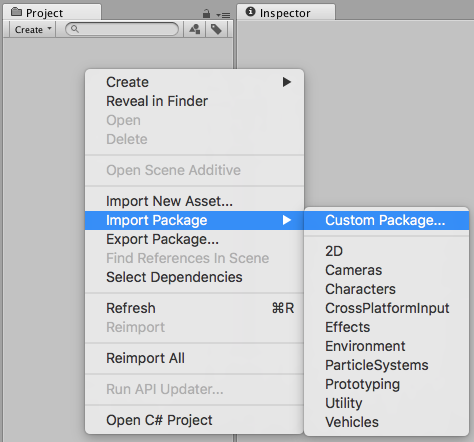 Project
Inspector
Create
Create
Reveal in Finder
Open
Delete
Open Scene Additive
Import New Asset...
Import Package
Custom Package...
Export Package...
Find References In Scene
Select Dependencies
Refresh ⌘R
Reimport
Reimport All
Run API Updater...
Open C# Project
2D
Cameras
Characters
CrossPlatformInput
Effects
Environment
ParticleSystems
Prototyping
Utility
Vehicles